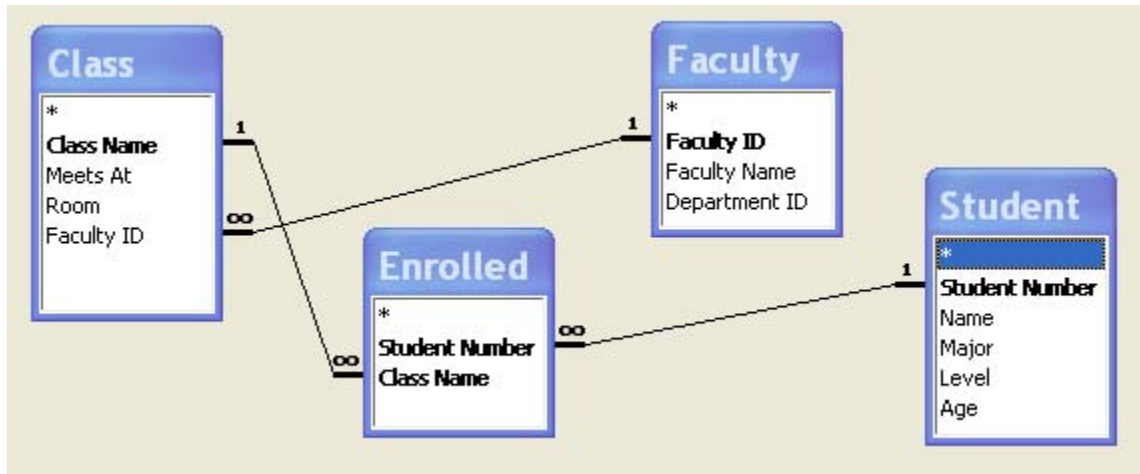 Class
*
Class Name
Meets At
Room
Faculty ID
1
∞
Enrolled
*
Student Number
Class Name
∞
∞
Faculty
*
Faculty ID
Faculty Name
Department ID
1
Student
*
Student Number
Name
Major
Level
Age
1